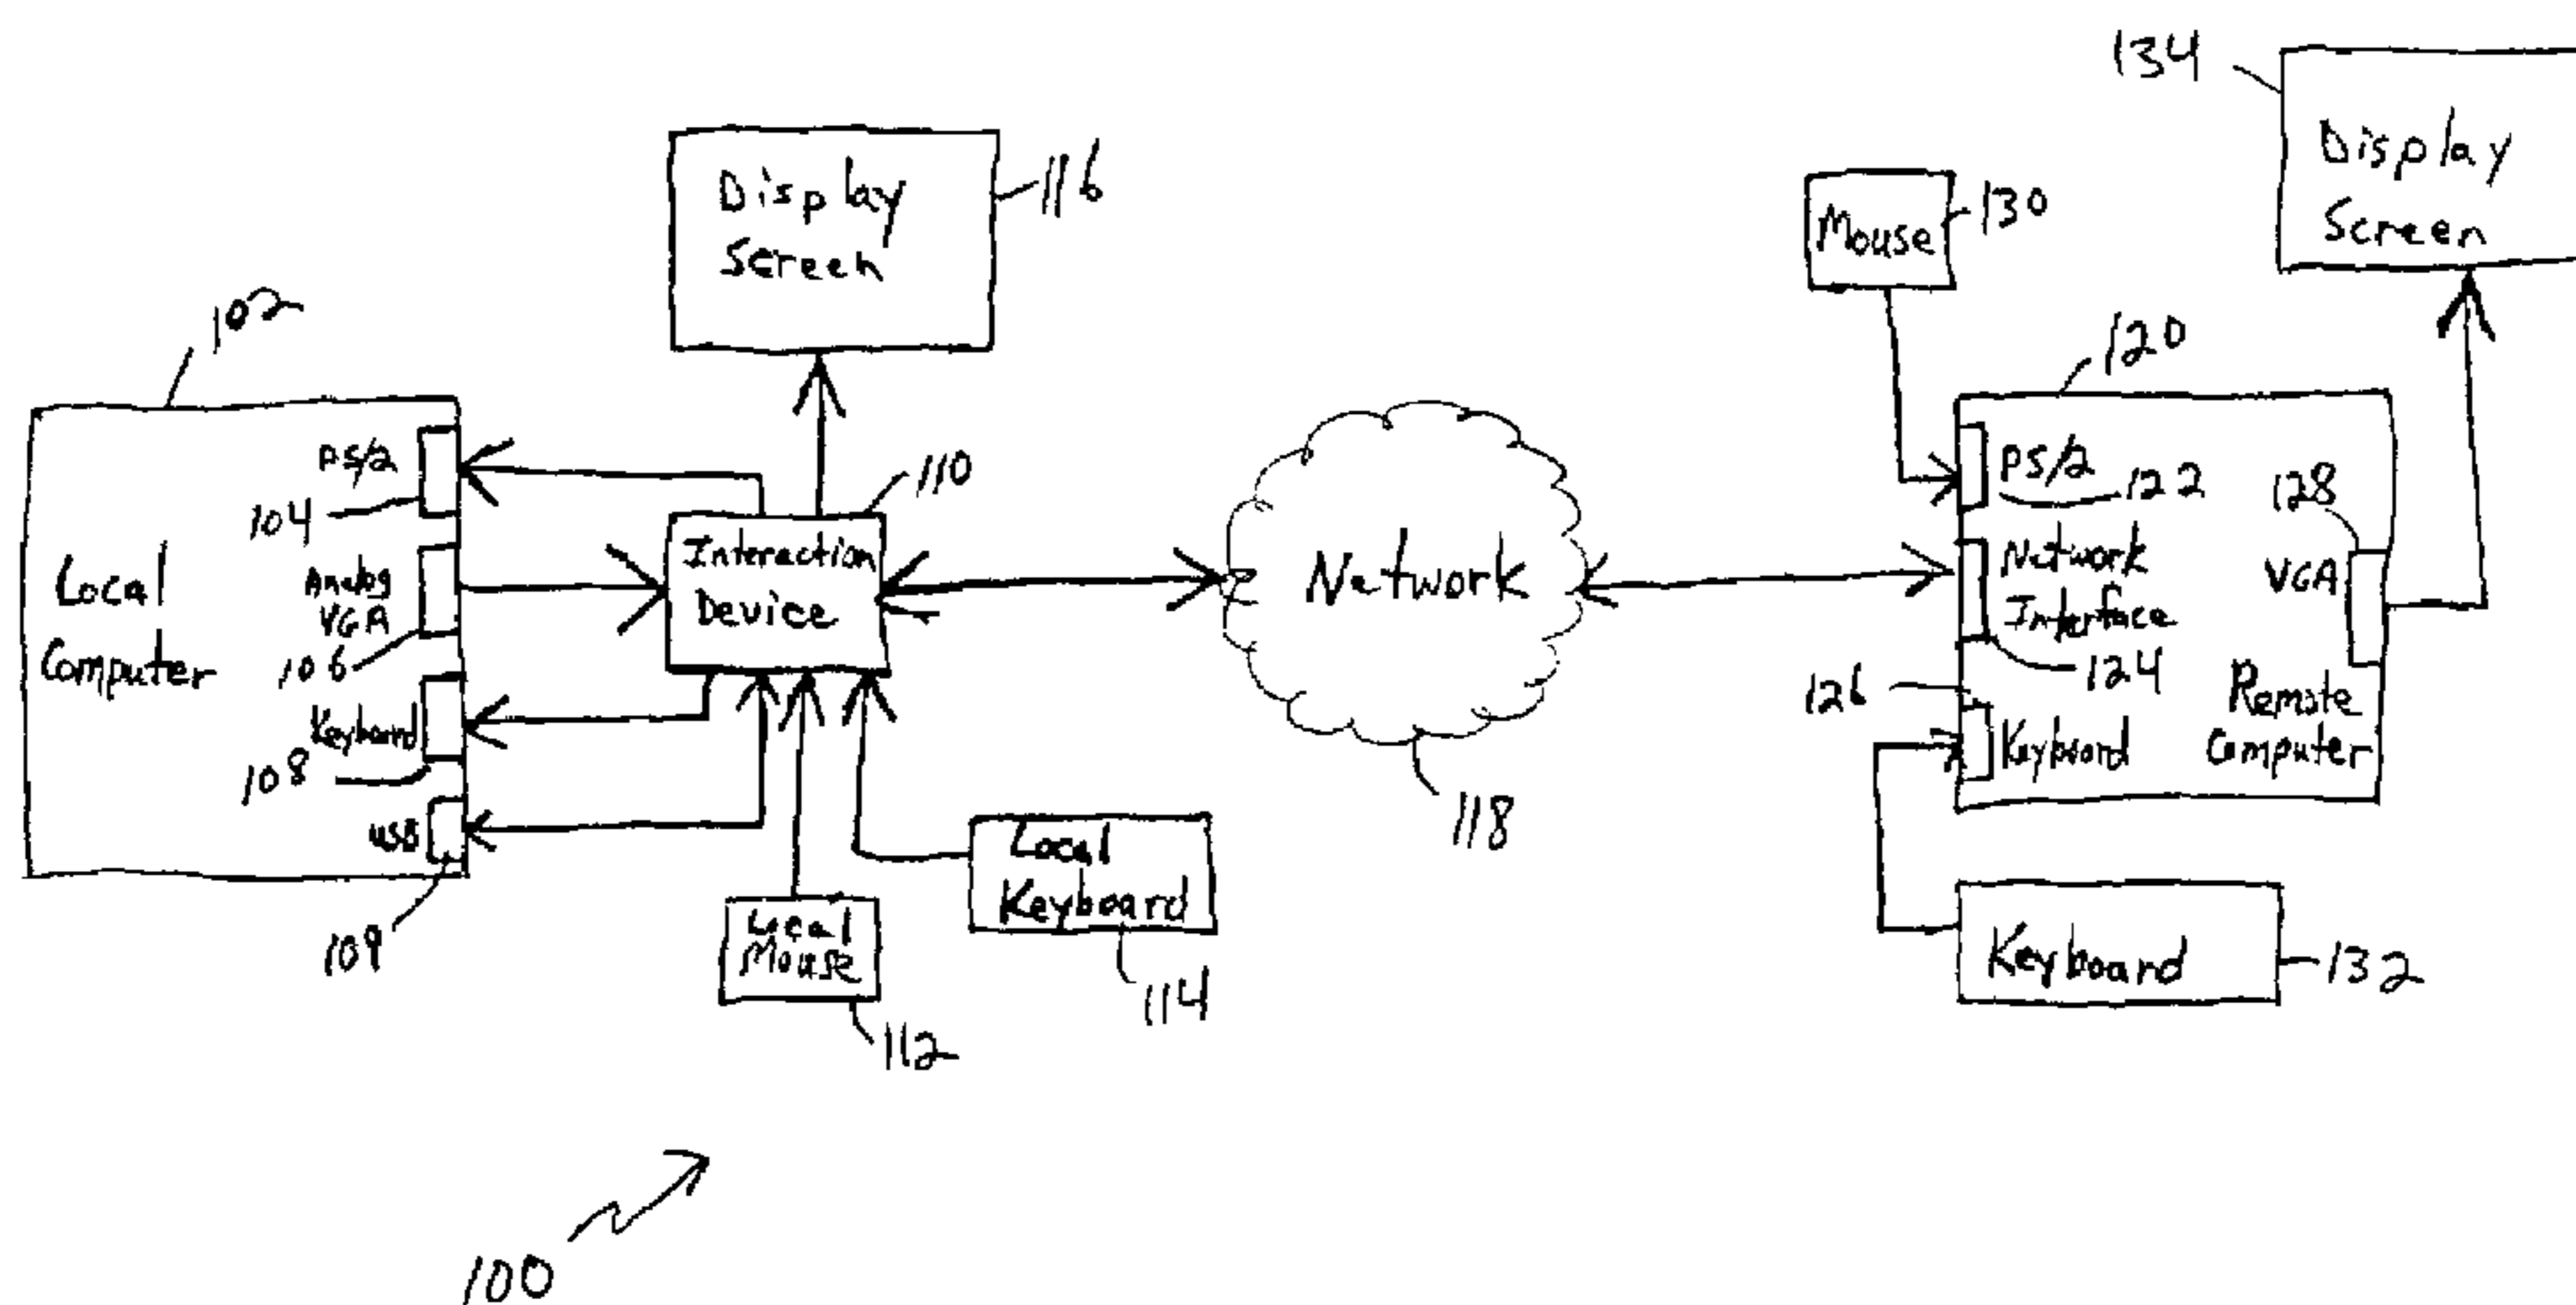 134
Display
Screen
Display
Screen
116
Mouse
130
102
120
PS/2
104
Analog
VGA
106
Keyboard
108
USB
109
Local
Computer
110
Interaction
Device
Network
118
PS/2
122
Network
Interface
124
126
Keyboard
128
VGA
Remote
Computer
Local
Mouse
112
Local
Keyboard
114
Keyboard
132
100